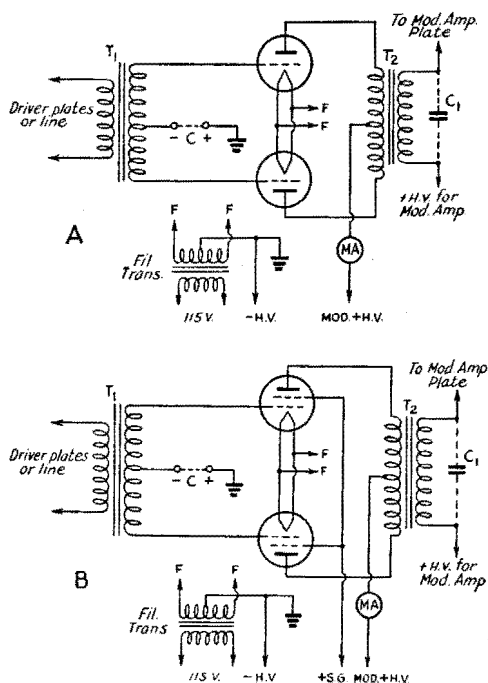 To Mod. Amp.
Plate
T1
T2
C1
Driver plates
or line
- C +
F
F
F
F
+H.V. for
Mod. Amp.
A
Fil
Trans.
MA
115 V.
-H.V.
MOD.+H.V.
To Mod Amp
Plate
T1
T2
C1
Driver plates
or line
- C +
F
F
F
F
+H.V. for
Mod. Amp
B
Fil.
Trans
MA
115 V.
-H.V
+S G. MOD.+H.V.